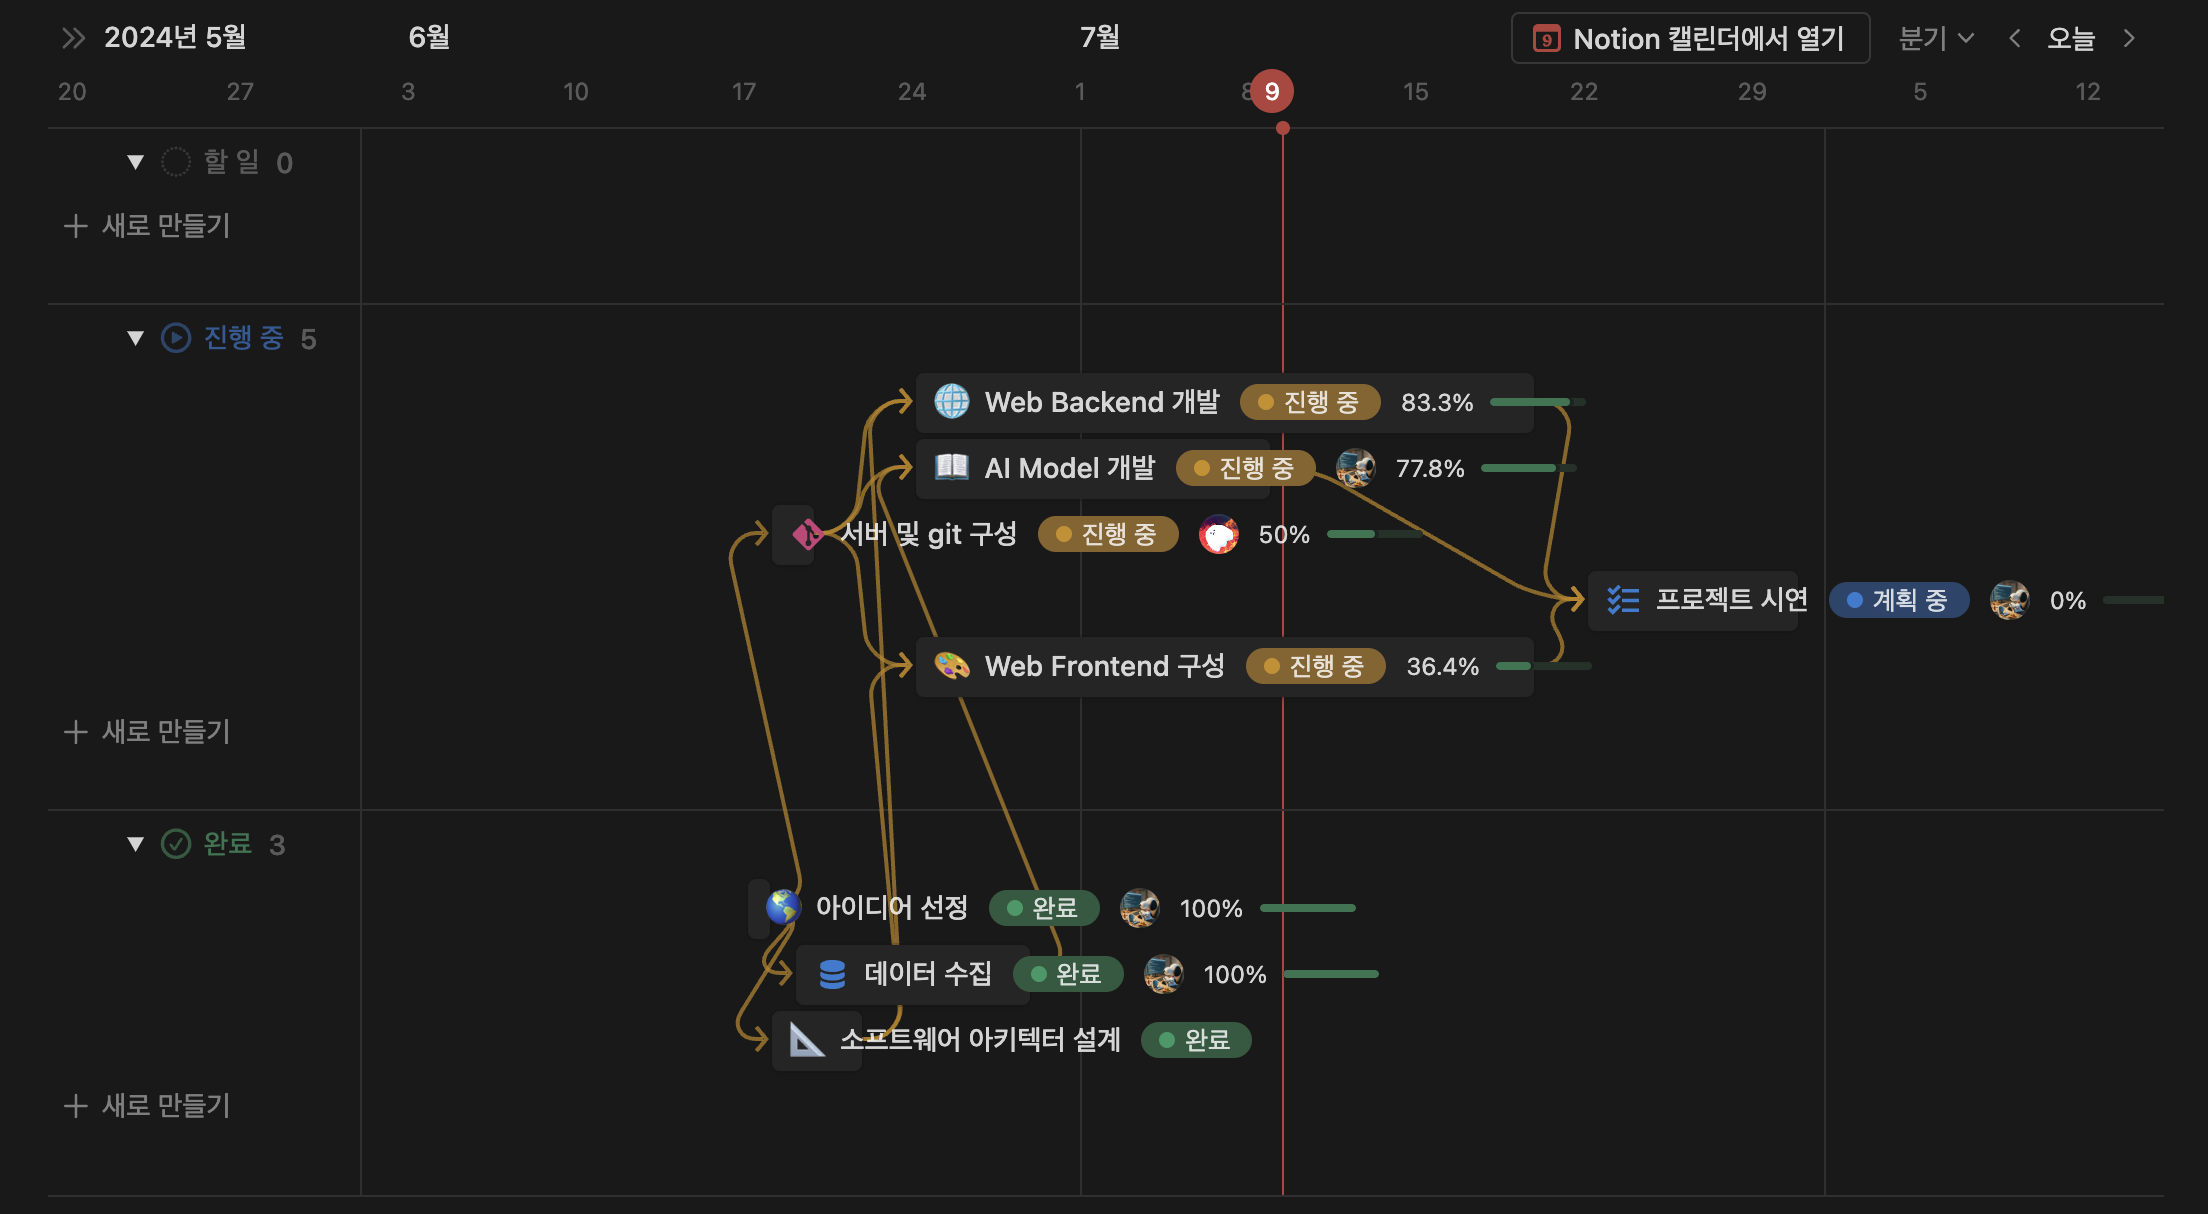 2024년 5월 6월 7월 9 Notion 캘린더에서 열기 분기 오늘
20 27 3 10 17 24 1 8 9 15 22 29 5 12
할 일 0
새로 만들기
진행 중 5
Web Backend 개발 진행 중 83.3%
AI Model 개발 진행 중 77.8%
서버 및 git 구성 진행 중 50%
프로젝트 시연 계획 중 0%
Web Frontend 구성 진행 중 36.4%
새로 만들기
완료 3
아이디어 선정 완료 100%
데이터 수집 완료 100%
소프트웨어 아키텍터 설계 완료
새로 만들기